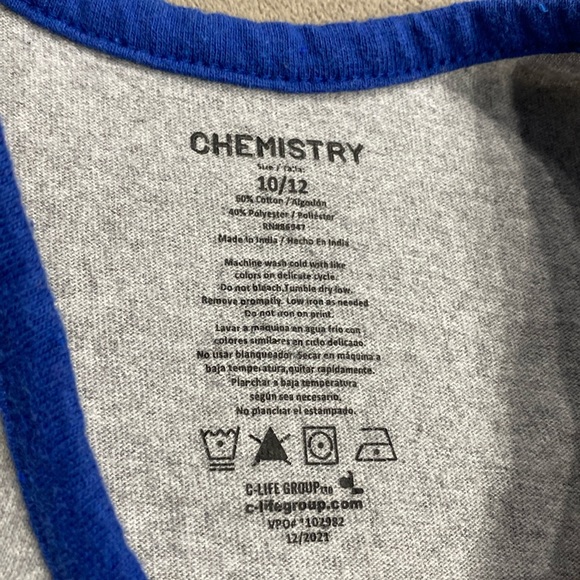 CHEMISTRY
Size / Talla:
10/12
60% Cotton / Algodón
40% Polyester / Poliéster
Made in India / Hecho En India
Machine wash cold with like
colors on delicate cycle.
Do not bleach.Tumble dry low.
Remove promptly. Low iron as needed
Do not iron on print.
Lavar a maquina en agua frío con
colores similares en ciclo delicado.
No usar blanqueador. Secar en máquina a
baja temperatura,quitar rapidamente.
Planchar a baja temperatura
según sea necesario.
No planchar el estampado.
C-LIFE GROUP LTD
c-lifegroup.com
VPO# *102982
12/2021